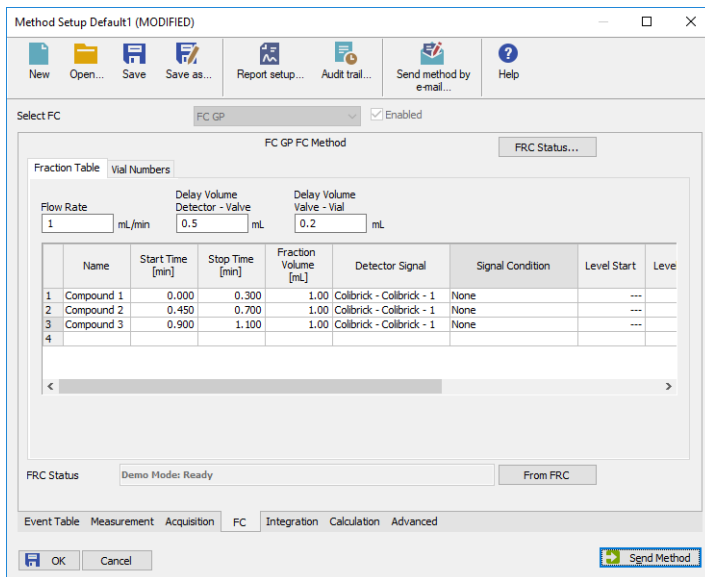 Method Setup Default1 (MODIFIED)
New Open... Save Save as... Report setup... Audit trail... Send method by e-mail... Help
Select FC FC GP Enabled
FC GP FC Method FRC Status...
Fraction Table Vial Numbers
Flow Rate Delay Volume Detector - Valve Delay Volume Valve - Vial
1 mL/min 0.5 mL 0.2 mL
Name Start Time [min] Stop Time [min] Fraction Volume [mL] Detector Signal Signal Condition Level Start Leve
1 Compound 1 0.000 0.300 1.00 Colibrick - Colibrick - 1 None ---
2 Compound 2 0.450 0.700 1.00 Colibrick - Colibrick - 1 None ---
3 Compound 3 0.900 1.100 1.00 Colibrick - Colibrick - 1 None ---
4
FRC Status Demo Mode: Ready From FRC
Event Table Measurement Acquisition FC Integration Calculation Advanced
OK Cancel Send Method